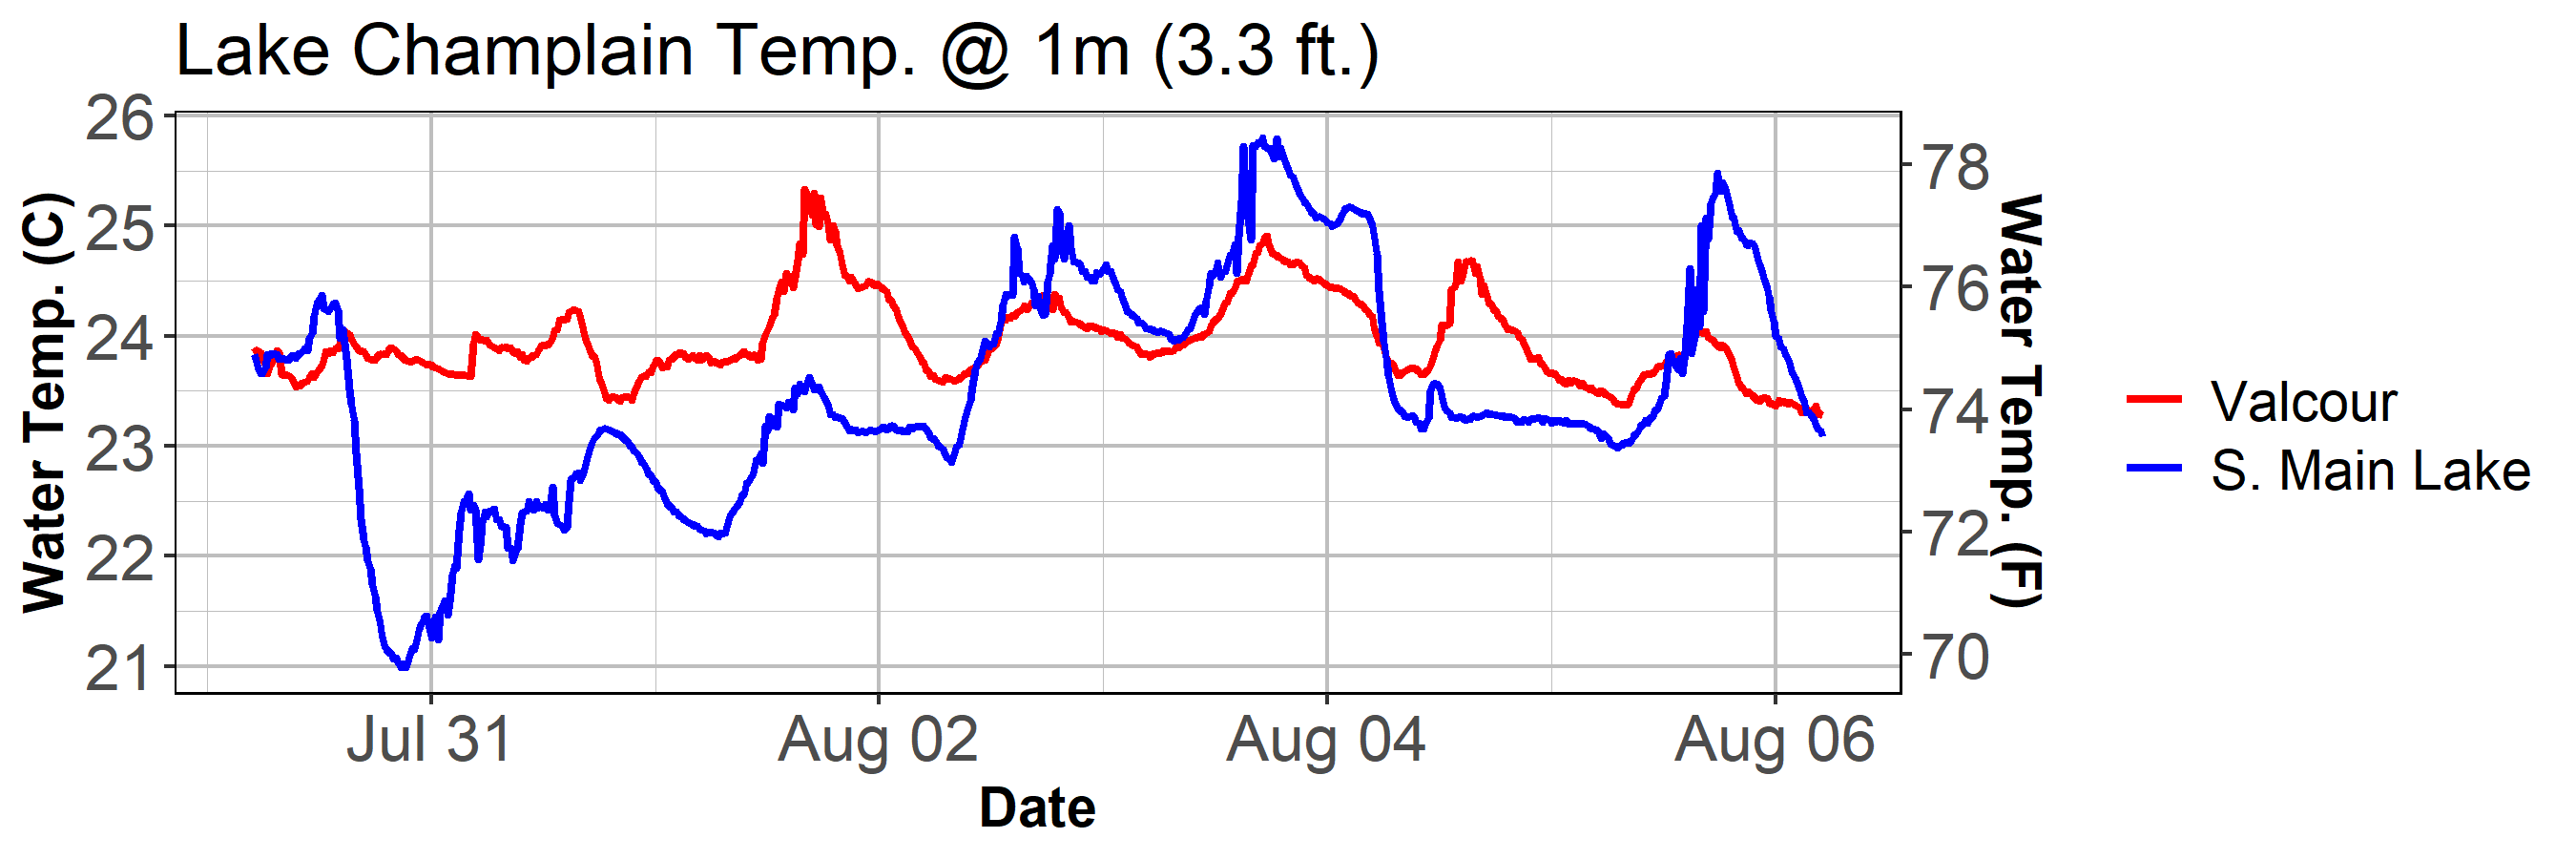 Lake Champlain Temp. @ 1m (3.3 ft.)
Water Temp. (C)
26
25
24
23
22
21
78
76
74
72
70
Water Temp. (F)
Jul 31
Aug 02
Aug 04
Aug 06
Date
Valcour
S. Main Lake